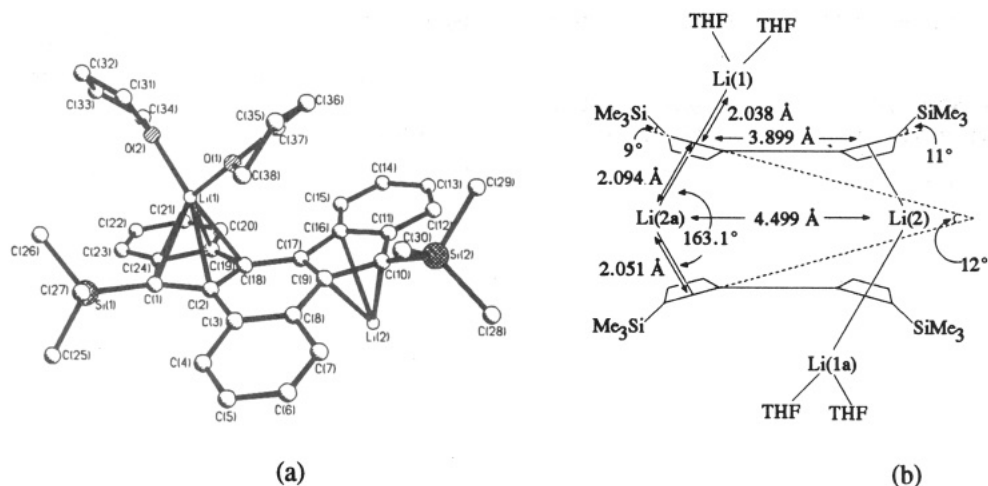 C(32)
C(31)
C(33)
C(34)
O(2)
C(35)
C(36)
C(37)
O(1)
C(38)
Li(1)
C(14)
C(13)
C(29)
C(15)
C(16)
C(11)
C(12)
C(30)
Si(2)
C(21)
C(20)
C(22)
C(26)
C(23)
C(24)
C(19)
C(18)
C(17)
C(9)
C(10)
C(27)
Si(1)
C(1)
C(2)
C(3)
C(8)
Li(2)
C(28)
C(25)
C(4)
C(7)
C(5)
C(6)
(a)
THF THF
Li(1)
Me3Si
SiMe3
2.038 Å
3.899 Å
9°
11°
2.094 Å
Li(2a)
4.499 Å
Li(2)
163.1°
2.051 Å
12°
Me3Si
SiMe3
Li(1a)
THF THF
(b)